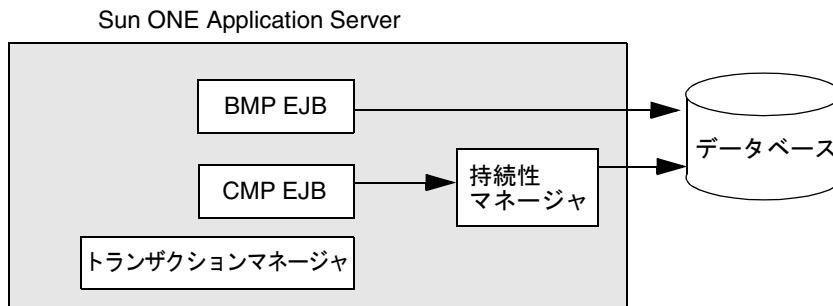 Sun ONE Application Server
BMP EJB
データベース
CMP EJB
持続性
マネージャ
トランザクションマネージャ